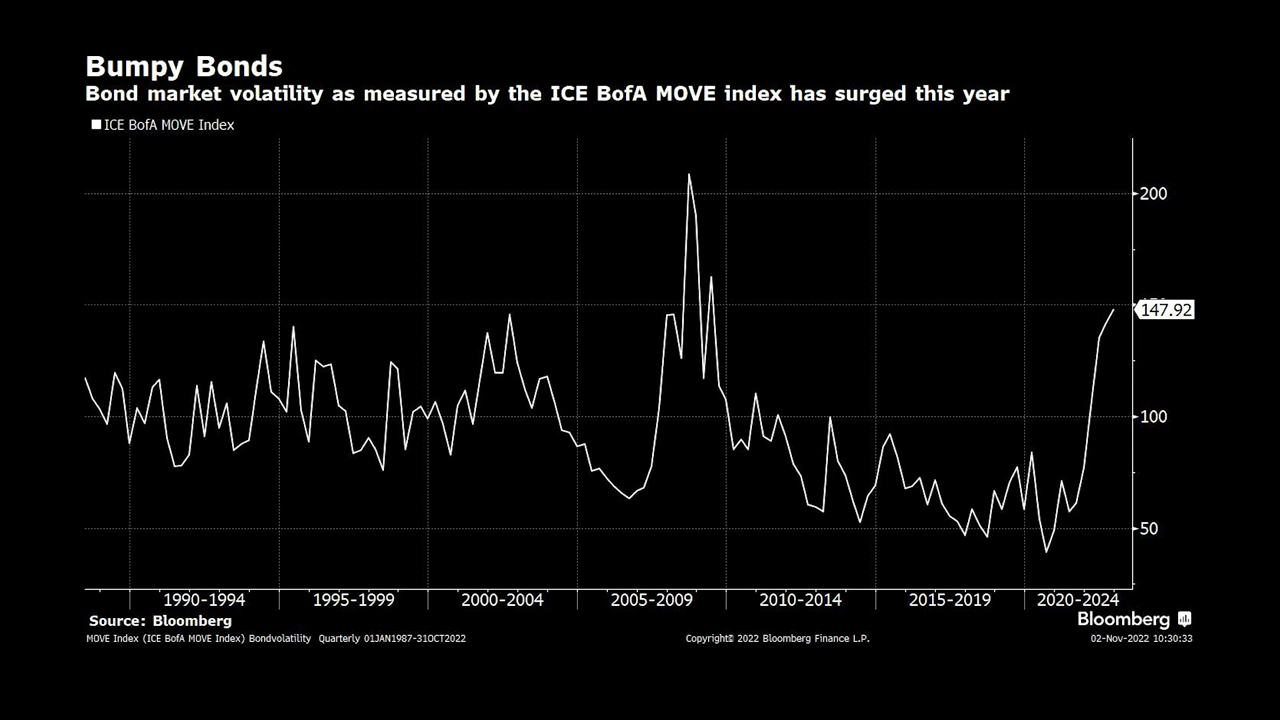 Bumpy Bonds
Bond market volatility as measured by the ICE BofA MOVE index has surged this year
ICE BofA MOVE Index
200
147.92
100
50
1990-1994 1995-1999 2000-2004 2005-2009 2010-2014 2015-2019 2020-2024
Source: Bloomberg
Bloomberg
MOVE Index (ICE BofA MOVE Index) Bondvolatility Quarterly 01JAN1987-31OCT2022
Copyright© 2022 Bloomberg Finance L.P.
02-Nov-2022 10:30:33